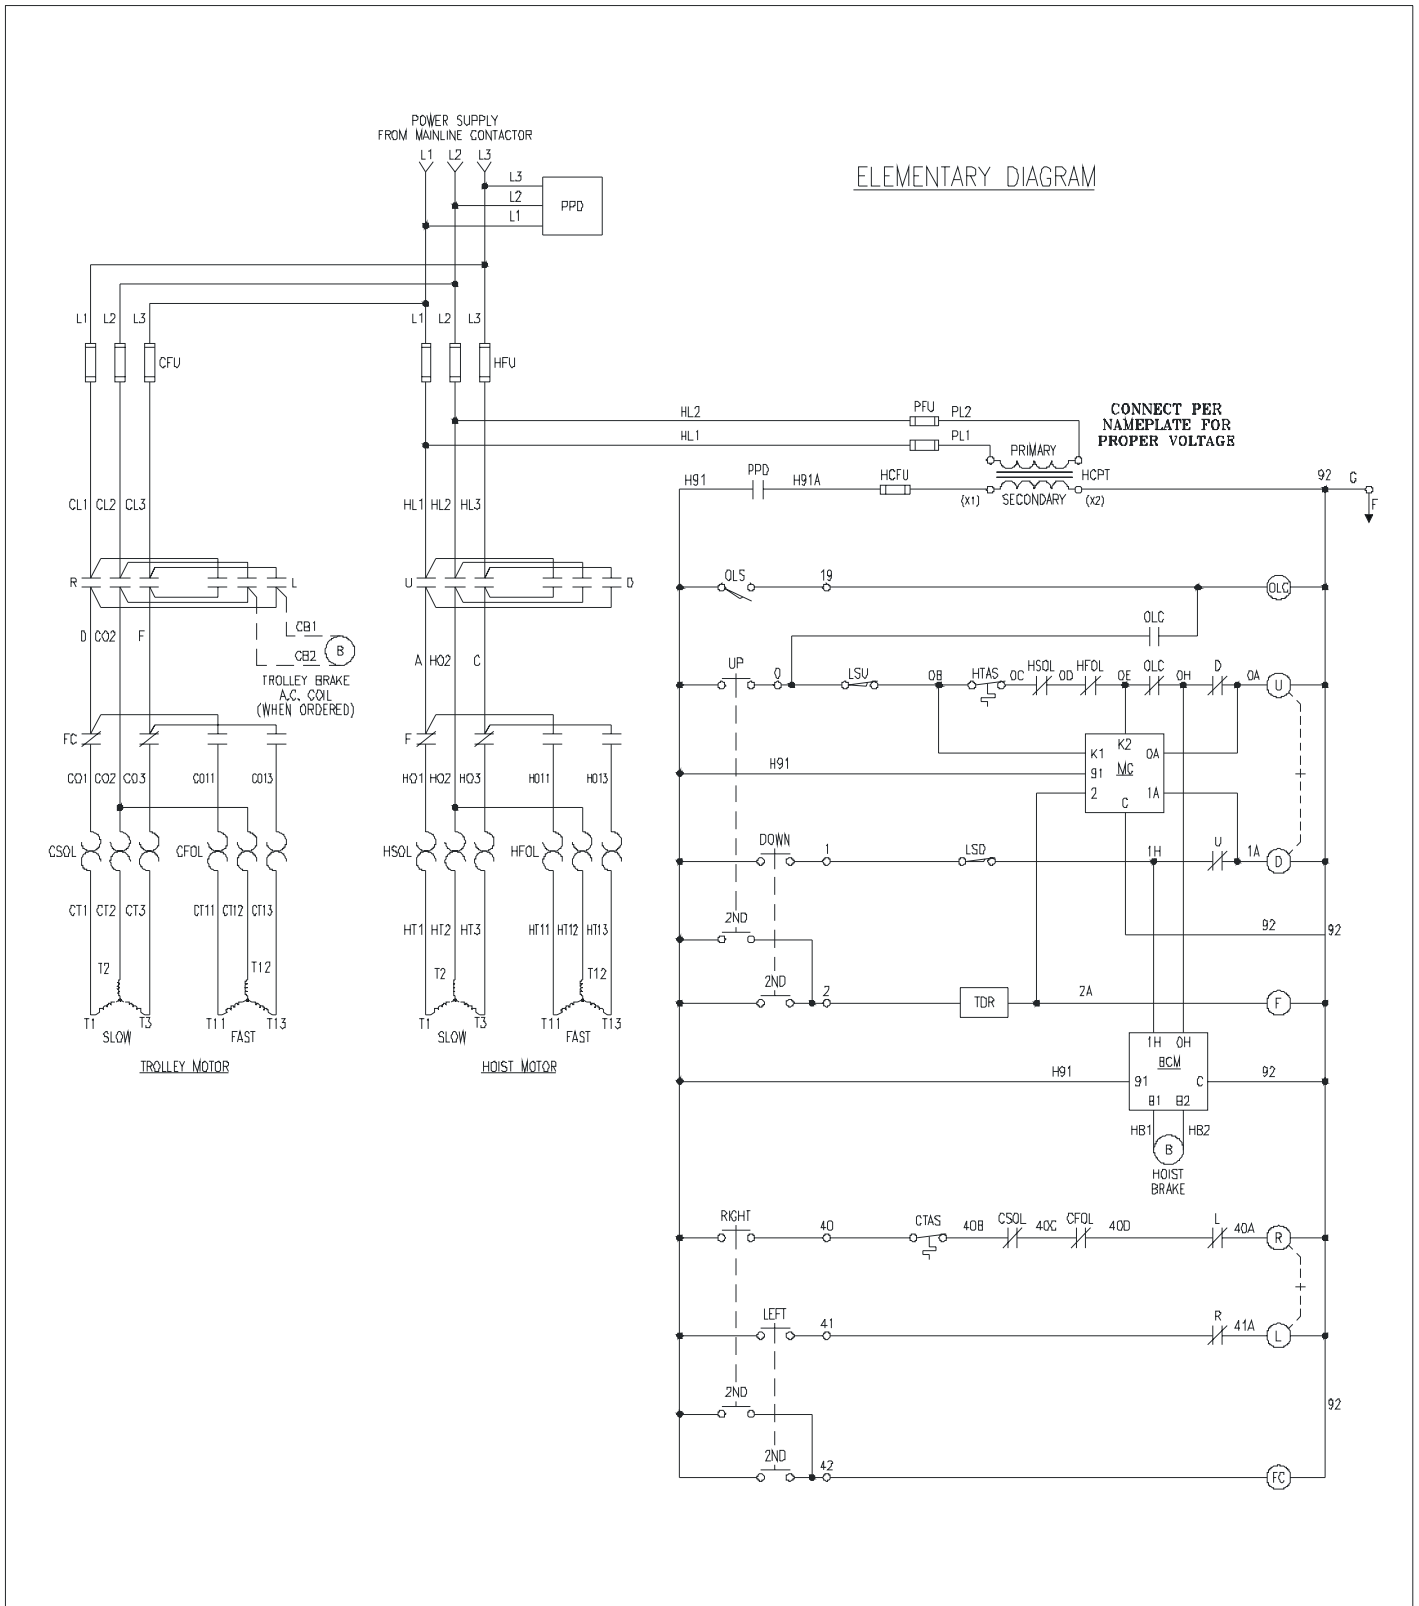 POWER SUPPLY
FROM MAINLINE CONTACTOR
L1 L2 L3
L3
L2
L1
PPD
ELEMENTARY DIAGRAM
L1 L2 L3
CFU
L1 L2 L3
HFU
HL2
PFU
PL2
HL1
PL1
CONNECT PER
NAMEPLATE FOR
PROPER VOLTAGE
PRIMARY
HCPT
SECONDARY
(X1)
(X2)
H91
PPD
H91A
HCFU
92
G
F
CL1 CL2 CL3
HL1 HL2 HL3
R
L
U
D
OLS
19
OLC
OLC
D CO2 F
CB1
CB2
B
TROLLEY BRAKE
A.C. COIL
(WHEN ORDERED)
A HO2 C
UP
0
LSU
0B
HTAS
0C
HSOL
0D
HFOL
0E
OLC
0H
D
0A
U
FC
F
K1
K2
0A
91
MC
2
1A
C
H91
CO1 CO2 CO3
CO11
CO13
HO1 HO2 HO3
HO11
HO13
CSOL
CFOL
HSOL
HFOL
DOWN
1
LSD
1H
U
1A
D
CT1 CT2 CT3
CT11 CT12 CT13
HT1 HT2 HT3
HT11 HT12 HT13
2ND
92
92
T2
T12
T2
T12
2ND
2
TDR
2A
F
T1
T3
T11
T13
T1
T3
T11
T13
SLOW
FAST
SLOW
FAST
TROLLEY MOTOR
HOIST MOTOR
1H 0H
BCM
91
C
B1 B2
H91
92
HB1
HB2
B
HOIST
BRAKE
RIGHT
40
CTAS
40B
CSOL
40C
CFOL
40D
L
40A
R
LEFT
41
R
41A
L
2ND
92
2ND
42
FC